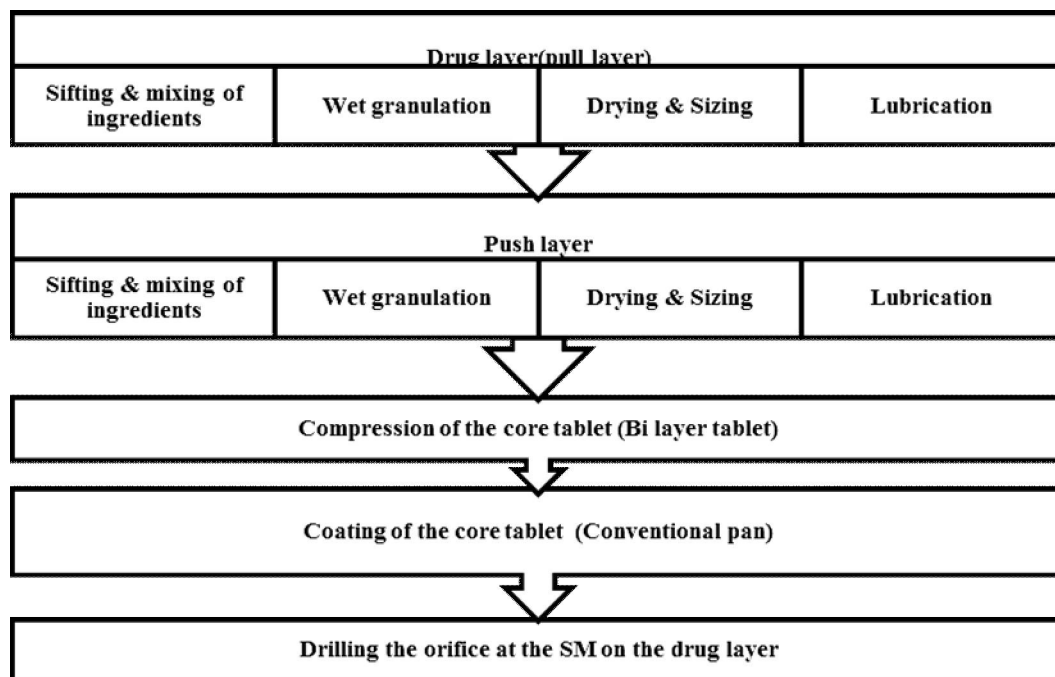 Drug layer(pull layer)
Sifting & mixing of
ingredients
Wet granulation
Drying & Sizing
Lubrication
Push layer
Sifting & mixing of
ingredients
Wet granulation
Drying & Sizing
Lubrication
Compression of the core tablet (Bi layer tablet)
Coating of the core tablet (Conventional pan)
Drilling the orifice at the SM on the drug layer